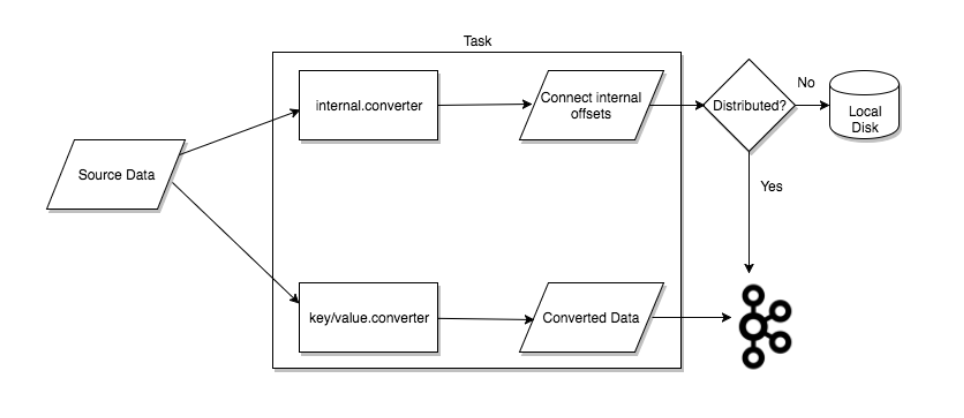 Task
internal.converter
Connect internal
offsets
Distributed?
No
Local
Disk
Source Data
Yes
key/value.converter
Converted Data